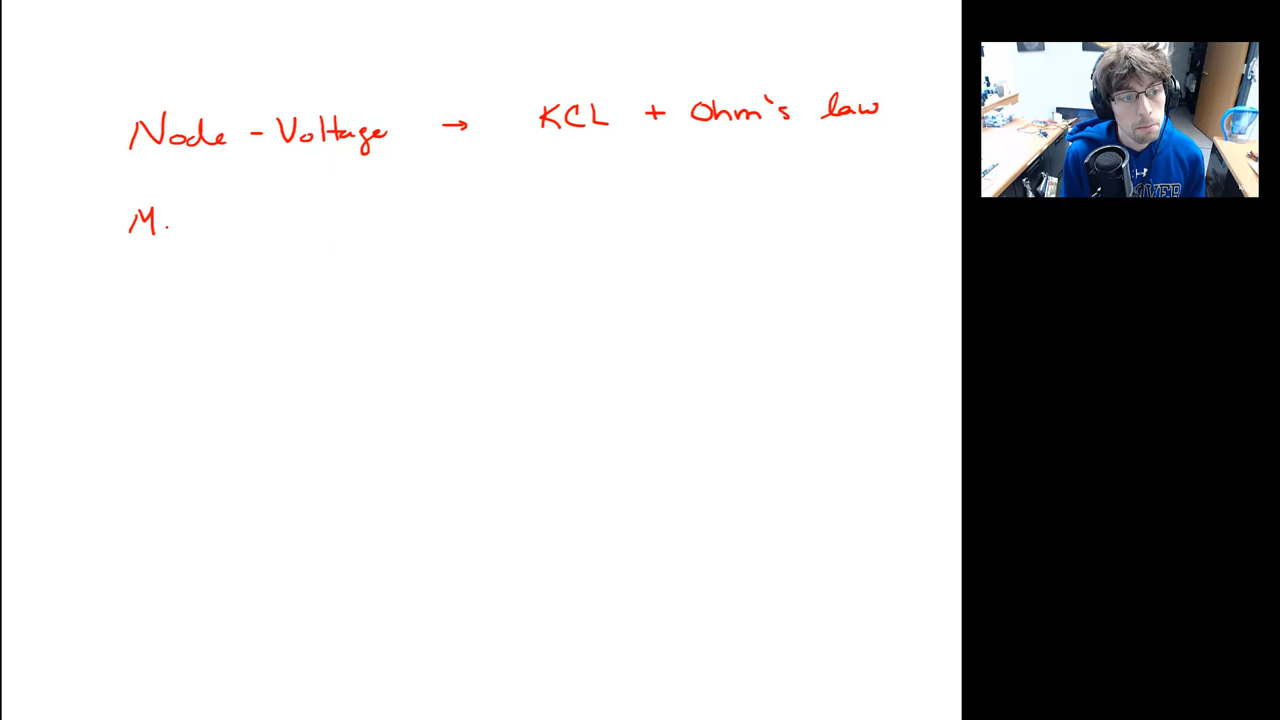 Node - Voltage → KCL + Ohm's law
M.